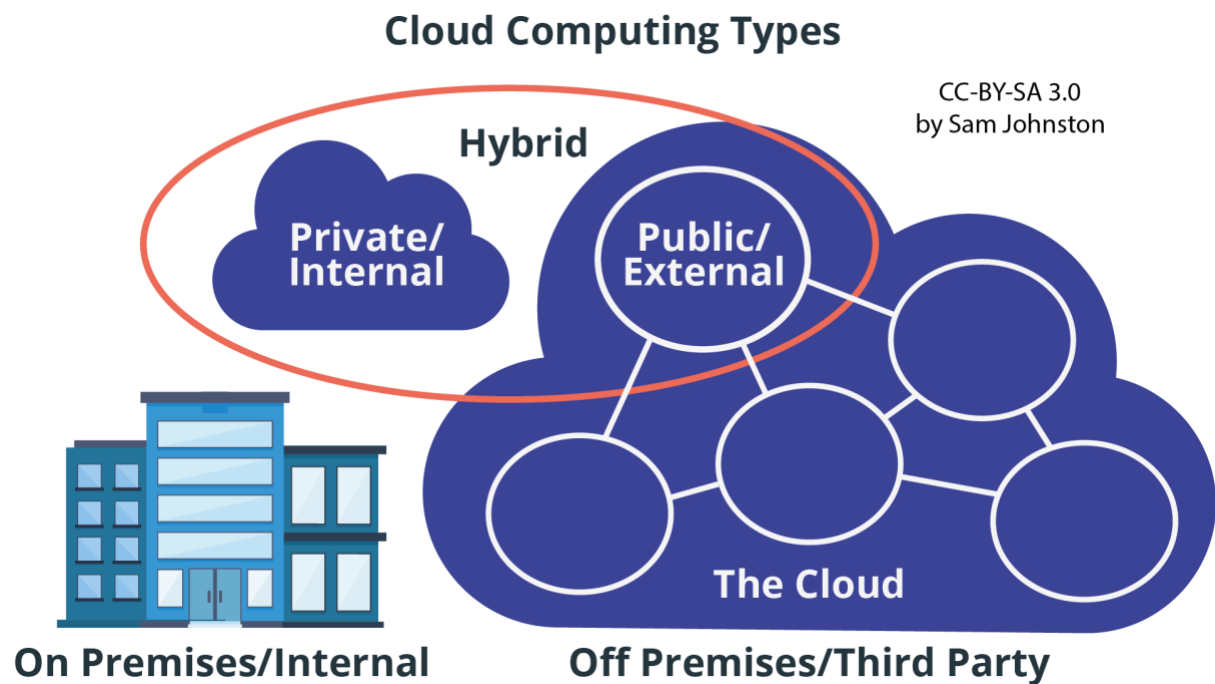 Cloud Computing Types
CC-BY-SA 3.0
by Sam Johnston
Hybrid
Private/
Internal
Public/
External
The Cloud
On Premises/Internal
Off Premises/Third Party